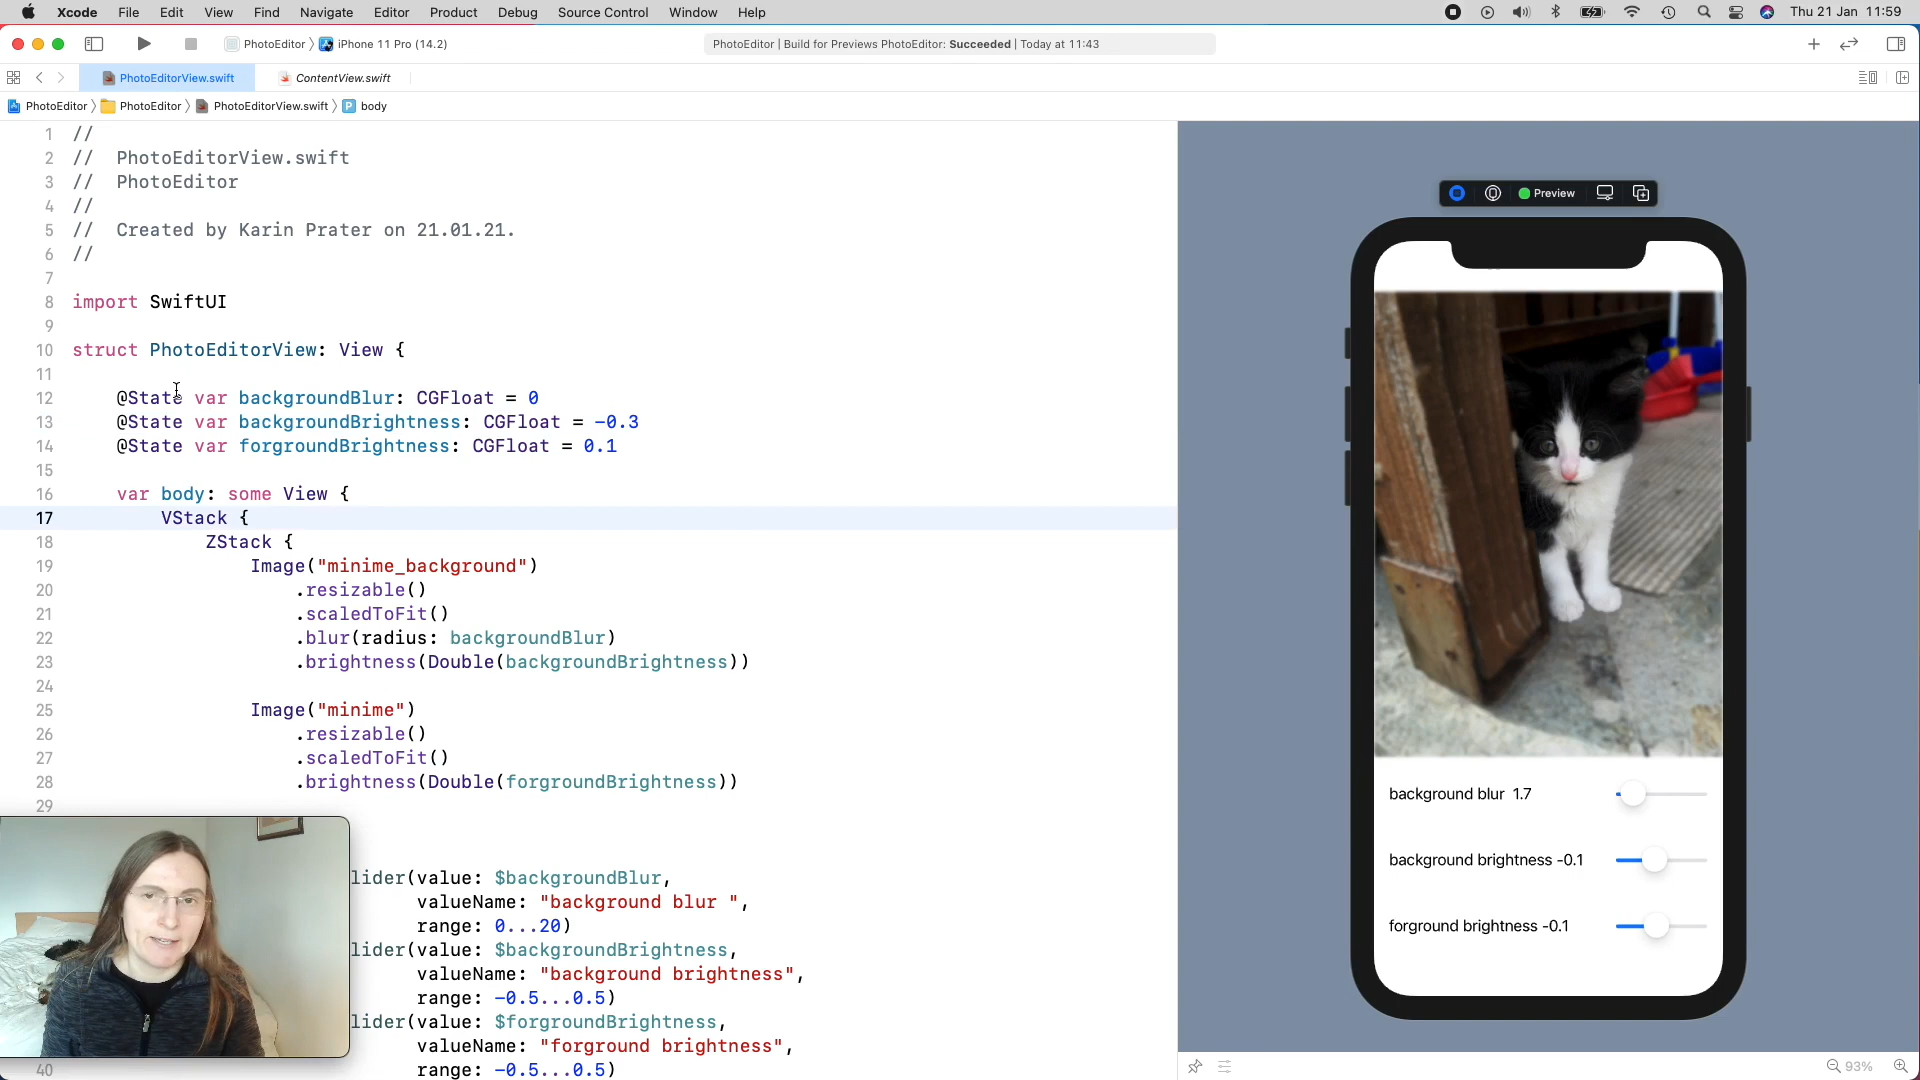 Xcode File Edit View Find Navigate Editor Product Debug Source Control Window Help Thu 21 Jan 11:59
PhotoEditor iPhone 11 Pro (14.2) PhotoEditor | Build for Previews PhotoEditor: Succeeded | Today at 11:43
PhotoEditorView.swift ContentView.swift
PhotoEditor PhotoEditor PhotoEditorView.swift P body
1 //
2 // PhotoEditorView.swift
3 // PhotoEditor
4 //
5 // Created by Karin Prater on 21.01.21.
6 //
7
8 import SwiftUI
9
10 struct PhotoEditorView: View {
11
12 @State var backgroundBlur: CGFloat = 0
13 @State var backgroundBrightness: CGFloat = -0.3
14 @State var forgroundBrightness: CGFloat = 0.1
15
16 var body: some View {
17 VStack {
18 ZStack {
19 Image("minime_background")
20 .resizable()
21 .scaledToFit()
22 .blur(radius: backgroundBlur)
23 .brightness(Double(backgroundBrightness))
24
25 Image("minime")
26 .resizable()
27 .scaledToFit()
28 .brightness(Double(forgroundBrightness))
29
lider(value: $backgroundBlur,
valueName: "background blur ",
range: 0...20)
lider(value: $backgroundBrightness,
valueName: "background brightness",
range: -0.5...0.5)
lider(value: $forgroundBrightness,
valueName: "forground brightness",
40 range: -0.5...0.5)
Preview
background blur 1.7
background brightness -0.1
forground brightness -0.1
93%